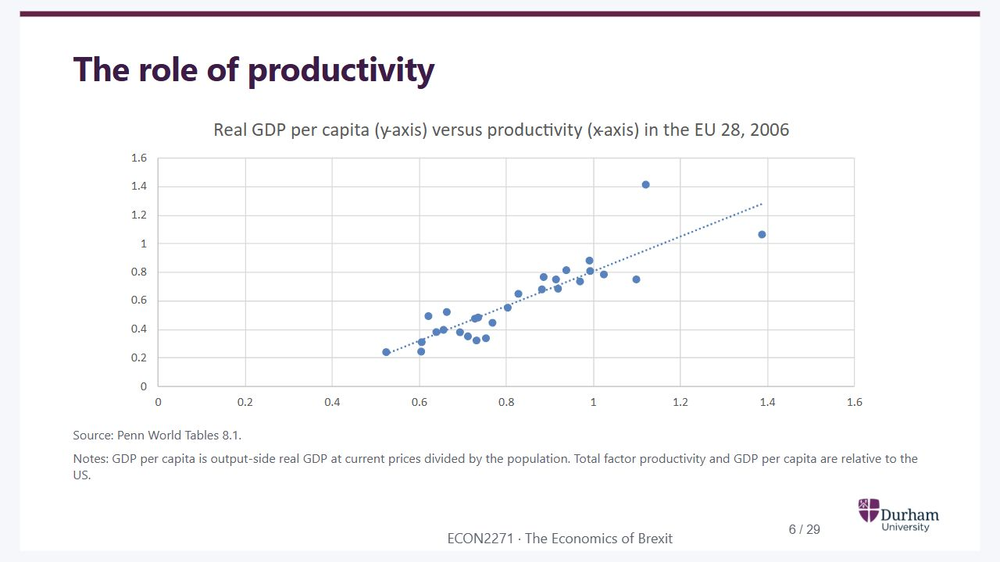 The role of productivity
Real GDP per capita (y-axis) versus productivity (x-axis) in the EU 28, 2006
1.6
1.4
1.2
1
0.8
0.6
0.4
0.2
0
0 0.2 0.4 0.6 0.8 1 1.2 1.4 1.6
Source: Penn World Tables 8.1.
Notes: GDP per capita is output-side real GDP at current prices divided by the population. Total factor productivity and GDP per capita are relative to the
US.
Durham
University
6 / 29
ECON2271 · The Economics of Brexit